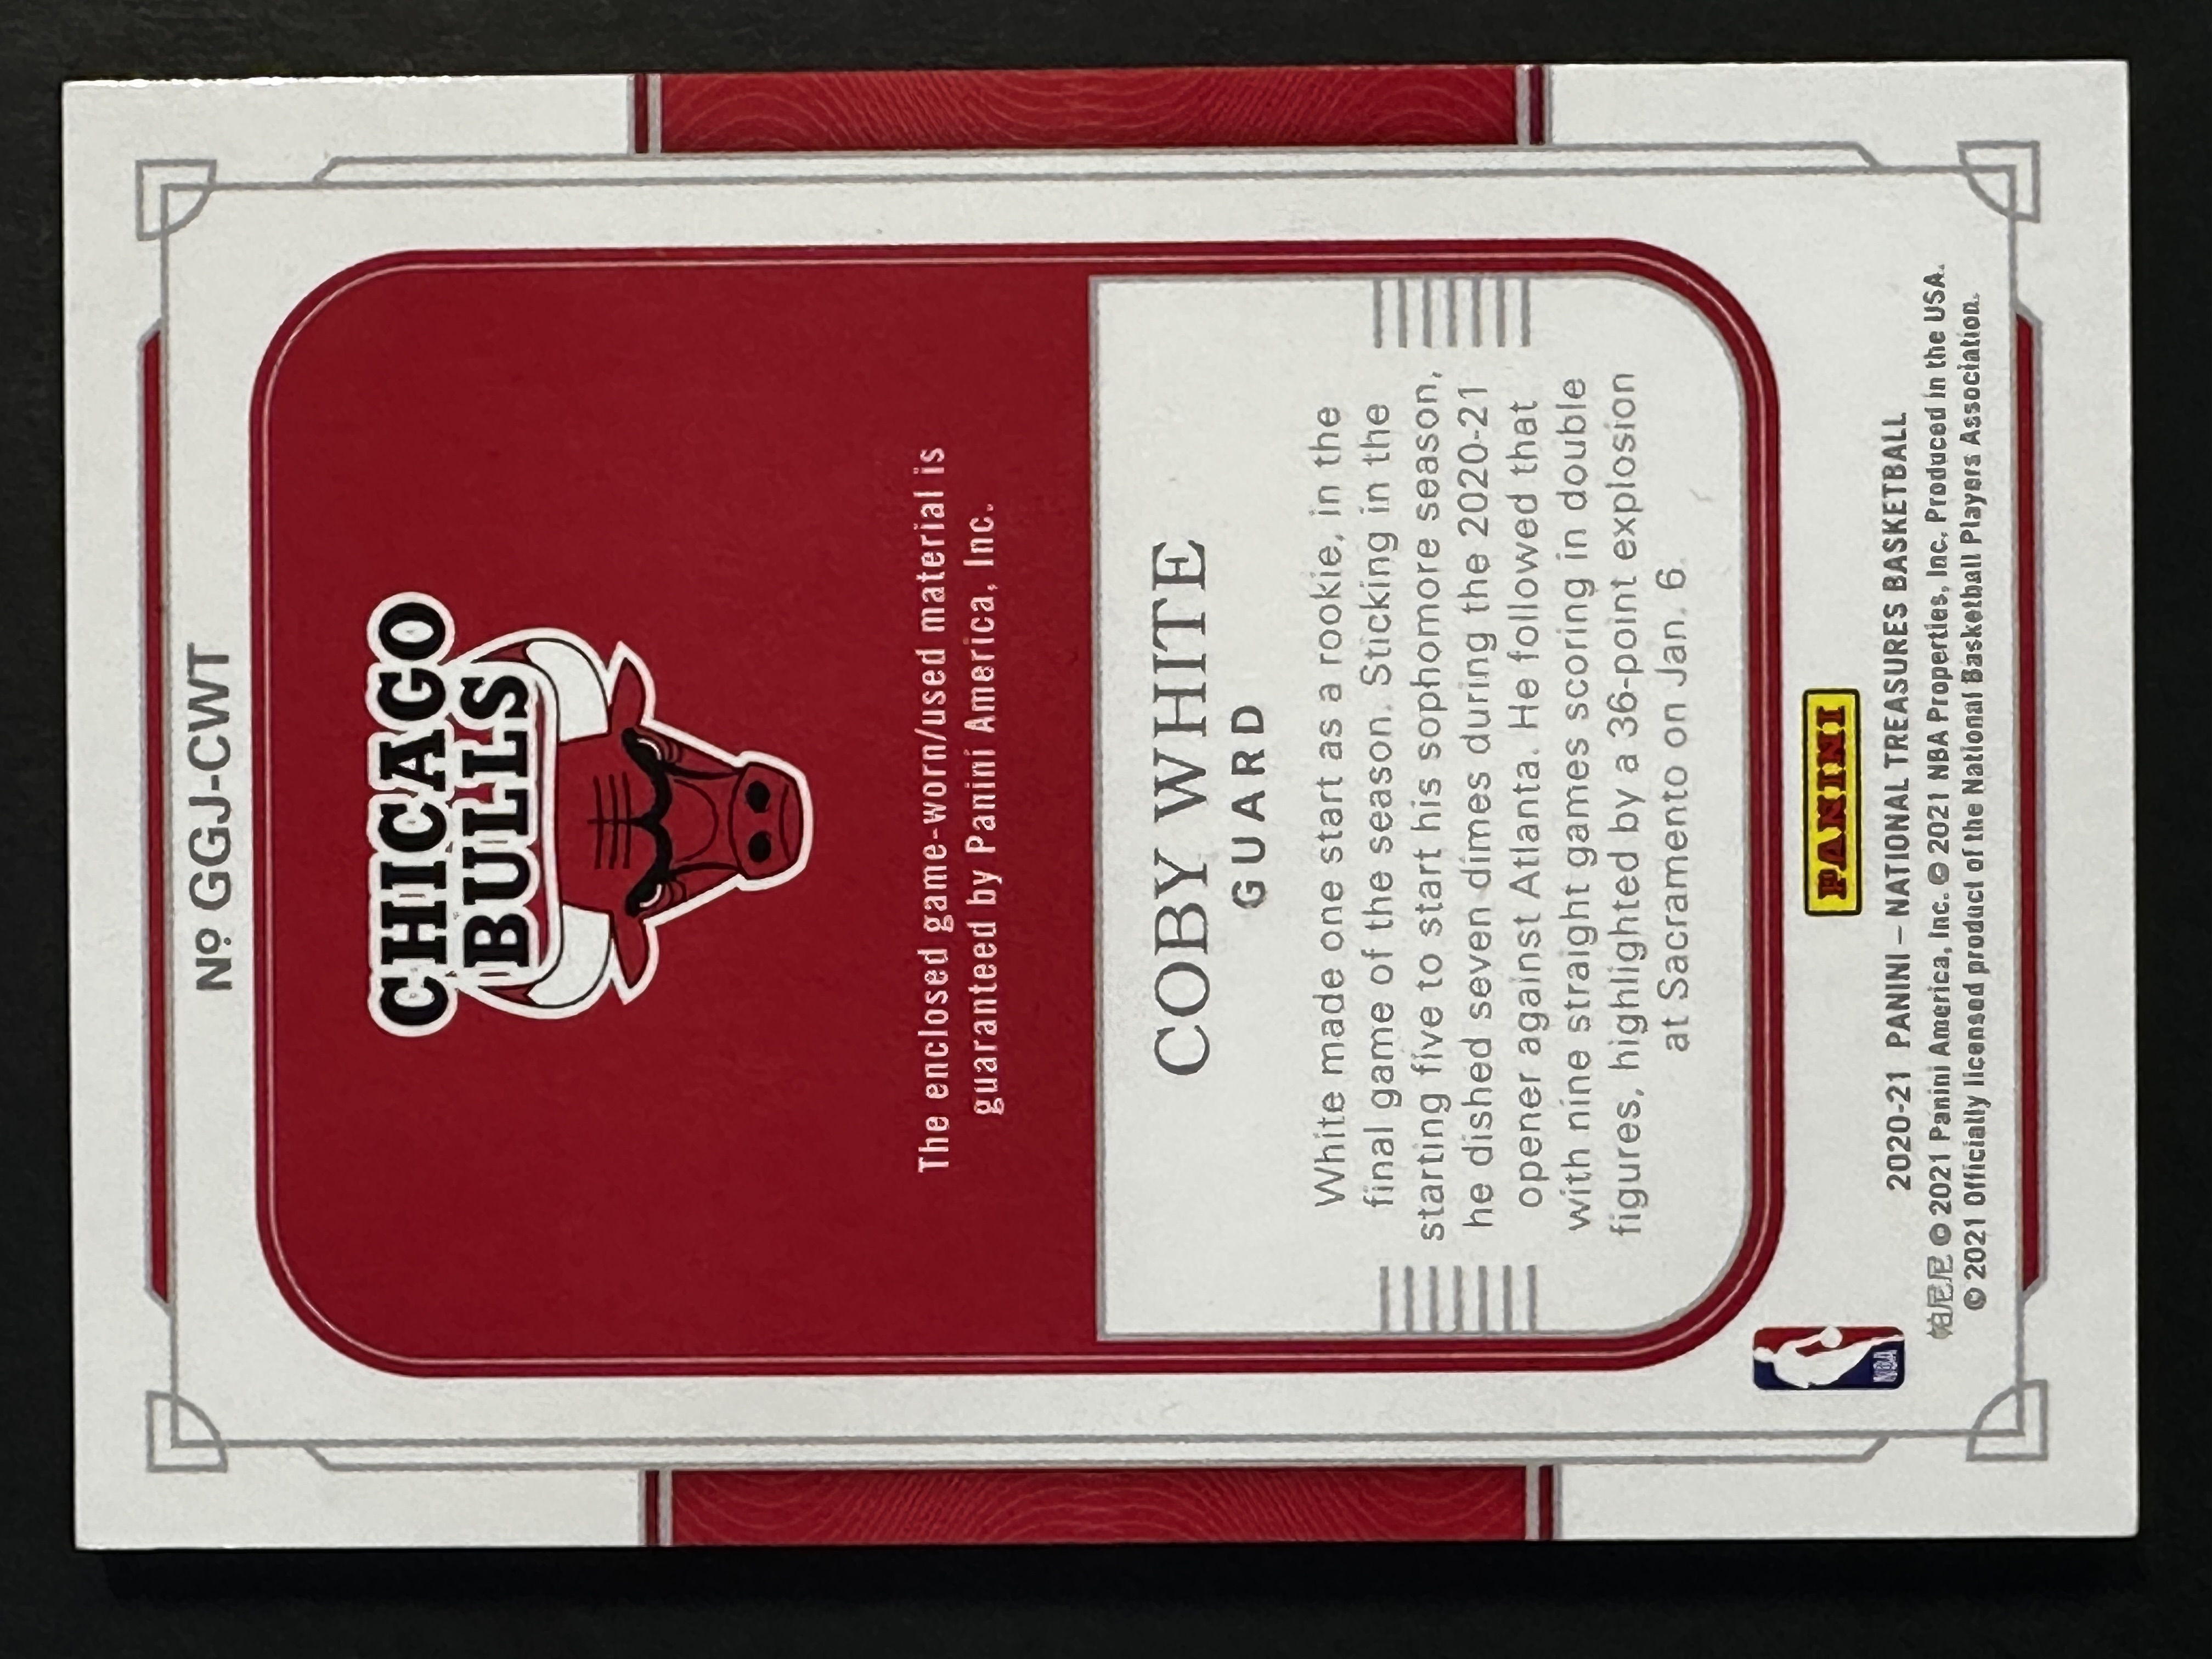 Nº GGJ-CWT
CHICAGO
BULLS
The enclosed game-worn/used material is
guaranteed by Panini America, Inc.
COBY WHITE
GUARD
White made one start as a rookie, in the
final game of the season. Sticking in the
starting five to start his sophomore season,
he dished seven dimes during the 2020-21
opener against Atlanta. He followed that
with nine straight games scoring in double
figures, highlighted by a 36-point explosion
at Sacramento on Jan. 6.
PANINI
NBA
2020-21 PANINI – NATIONAL TREASURES BASKETBALL
帕尼尼 © 2021 Panini America, Inc. © 2021 NBA Properties, Inc. Produced in the USA.
© 2021 Officially licensed product of the National Basketball Players Association.